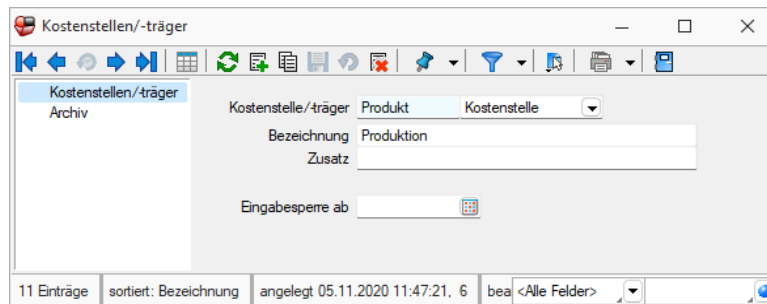 Kostenstellen/-träger
Kostenstellen/-träger
Archiv
Kostenstelle/-träger Produkt Kostenstelle
Bezeichnung Produktion
Zusatz
Eingabesperre ab
11 Einträge sortiert: Bezeichnung angelegt 05.11.2020 11:47:21, 6 bea <Alle Felder>